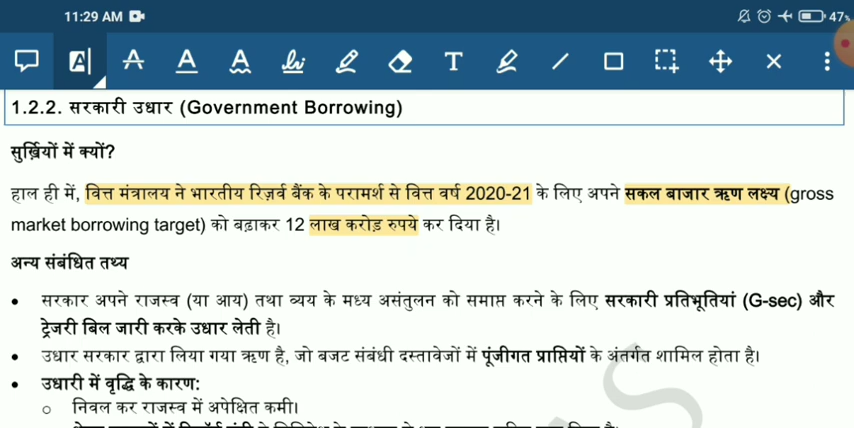 11:29 AM 47%
T
1.2.2. सरकारी उधार (Government Borrowing)
सुर्ख़ियों में क्यों?
हाल ही में, वित्त मंत्रालय ने भारतीय रिज़र्व बैंक के परामर्श से वित्त वर्ष 2020-21 के लिए अपने सकल बाजार ऋण लक्ष्य (gross
market borrowing target) को बढ़ाकर 12 लाख करोड़ रुपये कर दिया है।
अन्य संबंधित तथ्य
• सरकार अपने राजस्व (या आय) तथा व्यय के मध्य असंतुलन को समाप्त करने के लिए सरकारी प्रतिभूतियां (G-sec) और
ट्रेजरी बिल जारी करके उधार लेती है।
• उधार सरकार द्वारा लिया गया ऋण है, जो बजट संबंधी दस्तावेजों में पूंजीगत प्राप्तियों के अंतर्गत शामिल होता है।
• उधारी में वृद्धि के कारण:
o निवल कर राजस्व में अपेक्षित कमी।